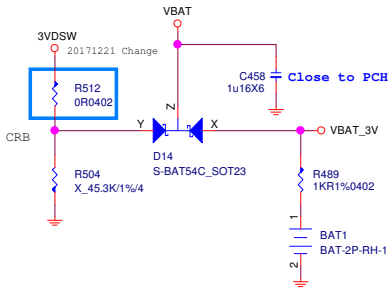 VBAT
3VDSW
20171221 Change
R512
0R0402
C458
1u16X6
Close to PCH
Z
Y
X
VBAT_3V
CRB
D14
S-BAT54C_SOT23
R504
X_45.3K/1%/4
R489
1KR1%0402
1
BAT1
BAT-2P-RH-1
2